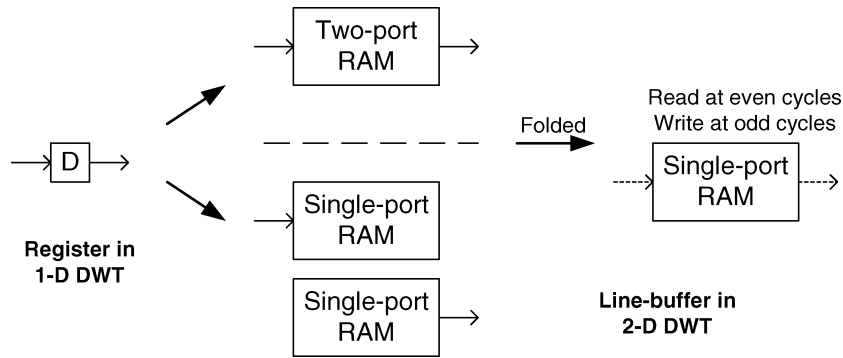 D
Register in
1-D DWT
Two-port
RAM
Single-port
RAM
Single-port
RAM
Folded
Read at even cycles
Write at odd cycles
Single-port
RAM
Line-buffer in
2-D DWT